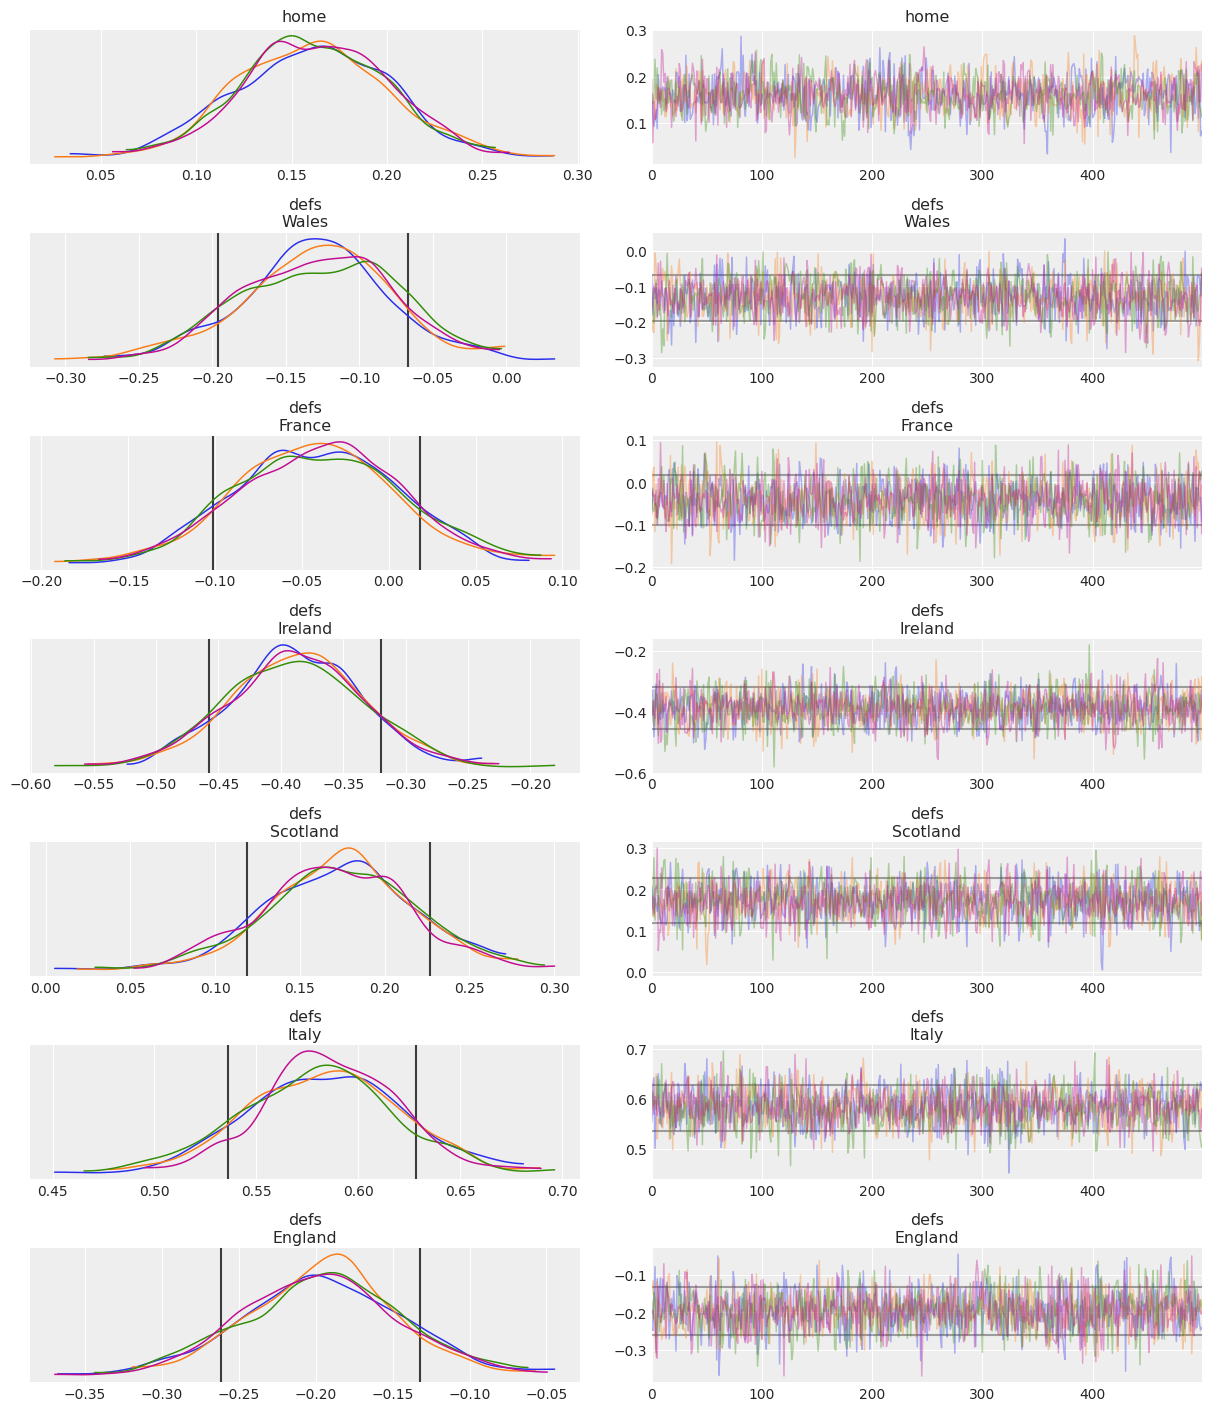 home
home
0.05 0.10 0.15 0.20 0.25 0.30
0.3
0.2
0.1
0 100 200 300 400
defs
Wales
defs
Wales
−0.30 −0.25 −0.20 −0.15 −0.10 −0.05 0.00
0.0
−0.1
−0.2
−0.3
0 100 200 300 400
defs
France
defs
France
−0.20 −0.15 −0.10 −0.05 0.00 0.05 0.10
0.1
0.0
−0.1
−0.2
0 100 200 300 400
defs
Ireland
defs
Ireland
−0.60 −0.55 −0.50 −0.45 −0.40 −0.35 −0.30 −0.25 −0.20
−0.2
−0.4
−0.6
0 100 200 300 400
defs
Scotland
defs
Scotland
0.00 0.05 0.10 0.15 0.20 0.25 0.30
0.3
0.2
0.1
0.0
0 100 200 300 400
defs
Italy
defs
Italy
0.45 0.50 0.55 0.60 0.65 0.70
0.7
0.6
0.5
0 100 200 300 400
defs
England
defs
England
−0.35 −0.30 −0.25 −0.20 −0.15 −0.10 −0.05
−0.1
−0.2
−0.3
0 100 200 300 400